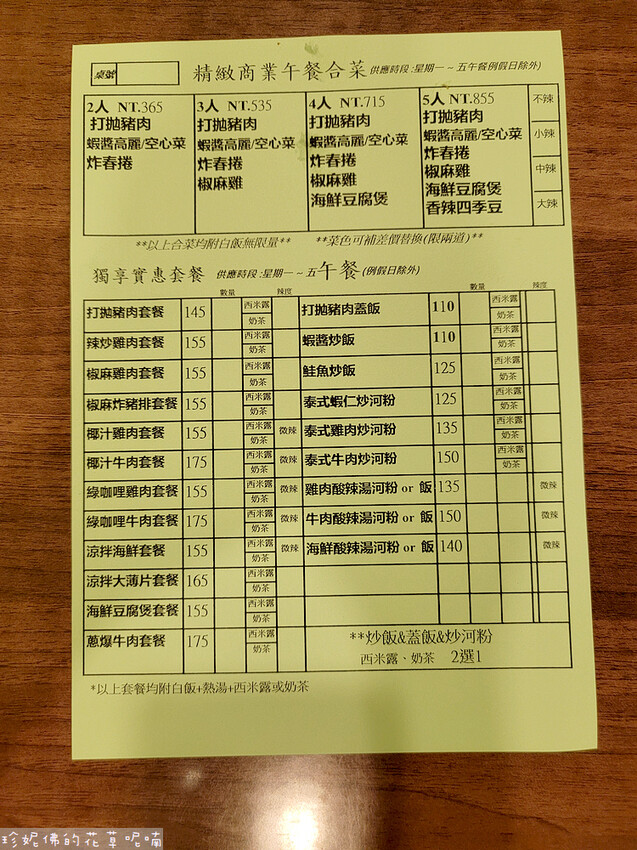 桌號
精緻商業午餐合菜 供應時段:星期一~五午餐例假日除外)
2人 NT.365
打拋豬肉
蝦醬高麗/空心菜
炸春捲
3人 NT.535
打拋豬肉
蝦醬高麗/空心菜
炸春捲
椒麻雞
4人 NT.715
打拋豬肉
蝦醬高麗/空心菜
炸春捲
椒麻雞
海鮮豆腐煲
5人 NT.855
打拋豬肉
蝦醬高麗/空心菜
炸春捲
椒麻雞
海鮮豆腐煲
香辣四季豆
不辣
小辣
中辣
大辣
**以上合菜均附白飯無限量** **菜色可補差價替換(限兩道)**
獨享實惠套餐 供應時段:星期一~五午餐(例假日除外)
數量 辣度 數量 辣度
打拋豬肉套餐 145 西米露 奶茶 打拋豬肉蓋飯 110 西米露 奶茶
辣炒雞肉套餐 155 西米露 奶茶 蝦醬炒飯 110 西米露 奶茶
椒麻雞肉套餐 155 西米露 奶茶 鮭魚炒飯 125 西米露 奶茶
椒麻炸豬排套餐 155 西米露 奶茶 泰式蝦仁炒河粉 125 西米露 奶茶
椰汁雞肉套餐 155 西米露 奶茶 微辣 泰式雞肉炒河粉 135 西米露 奶茶
椰汁牛肉套餐 175 西米露 奶茶 微辣 泰式牛肉炒河粉 150 西米露 奶茶
綠咖哩雞肉套餐 155 西米露 奶茶 微辣 雞肉酸辣湯河粉 or 飯 135 微辣
綠咖哩牛肉套餐 175 西米露 奶茶 微辣 牛肉酸辣湯河粉 or 飯 150 微辣
涼拌海鮮套餐 155 西米露 奶茶 微辣 海鮮酸辣湯河粉 or 飯 140 微辣
涼拌大薄片套餐 165 西米露 奶茶
海鮮豆腐煲套餐 155 西米露 奶茶
蔥爆牛肉套餐 175 西米露 奶茶
**炒飯&蓋飯&炒河粉
西米露、奶茶 2選1
*以上套餐均附白飯+熱湯+西米露或奶茶
珍妮佛的花草呢喃